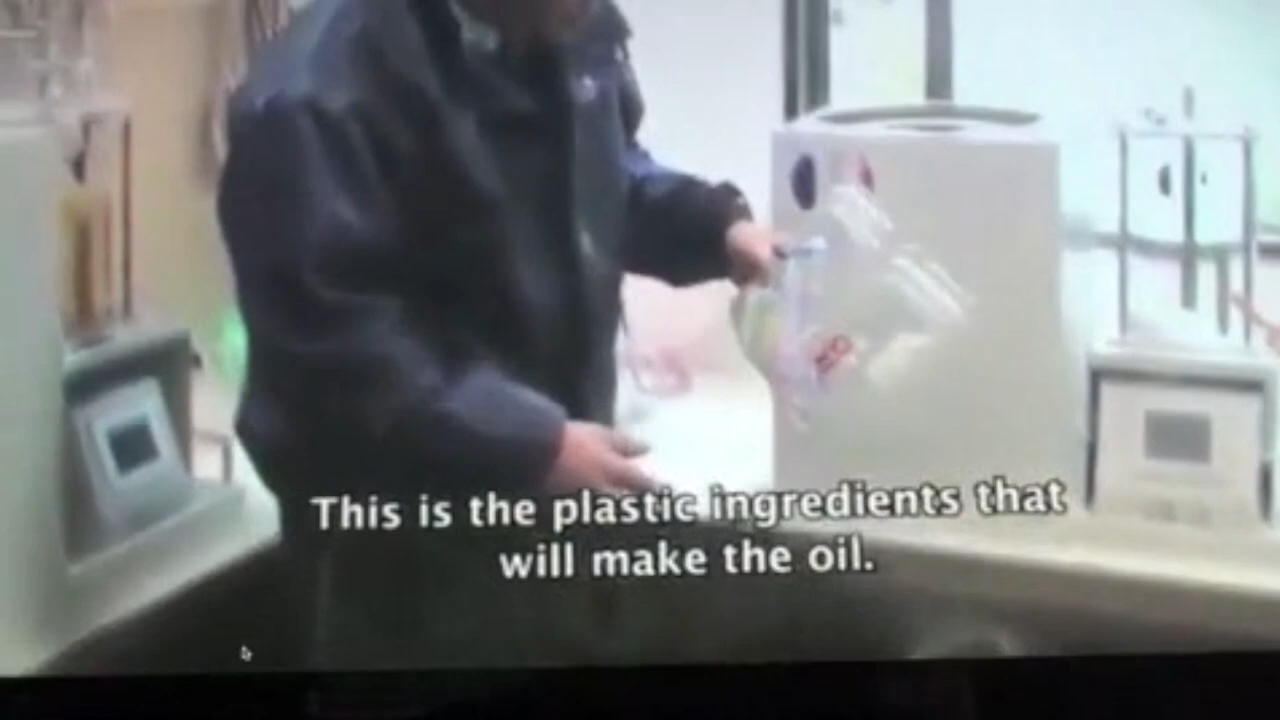 This is the plastic ingredients that
will make the oil.